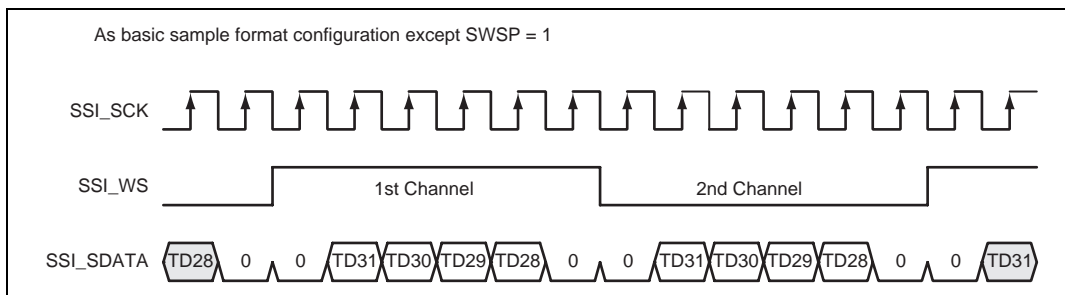 As basic sample format configuration except SWSP = 1
SSI_SCK
SSI_WS 1st Channel 2nd Channel
SSI_SDATA TD28 0 0 TD31 TD30 TD29 TD28 0 0 TD31 TD30 TD29 TD28 0 0 TD31